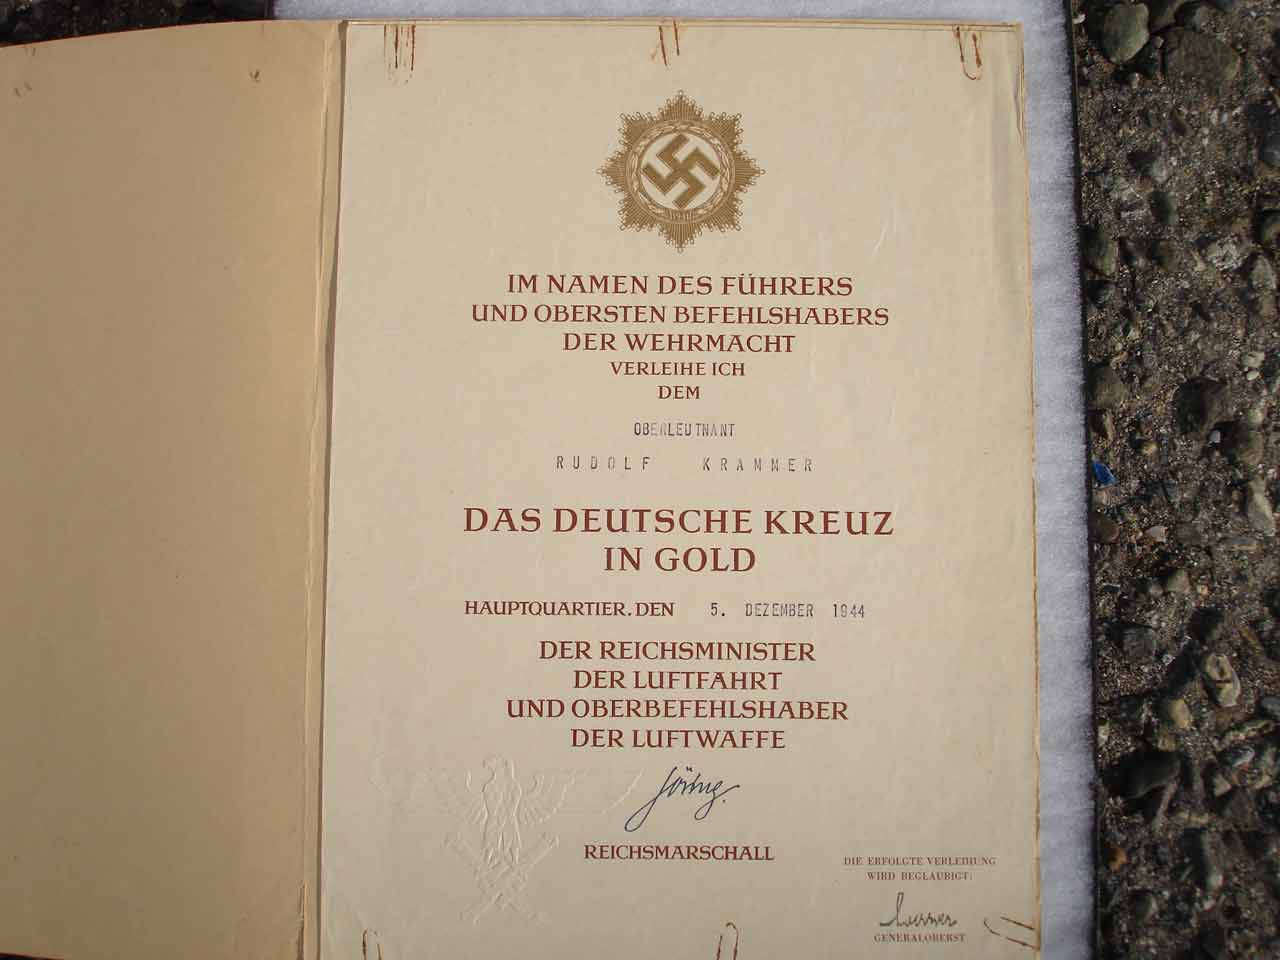 1941
IM NAMEN DES FÜHRERS
UND OBERSTEN BEFEHLSHABERS
DER WEHRMACHT
VERLEIHE ICH
DEM
OBERLEUTNANT
RUDOLF KRAMMER
DAS DEUTSCHE KREUZ
IN GOLD
HAUPTQUARTIER. DEN 5. DEZEMBER 1944
DER REICHSMINISTER
DER LUFTFAHRT
UND OBERBEFEHLSHABER
DER LUFTWAFFE
Göring.
REICHSMARSCHALL
DIE ERFOLGTE VERLEIHUNG
WIRD BEGLAUBIGT:
GENERALOBERST